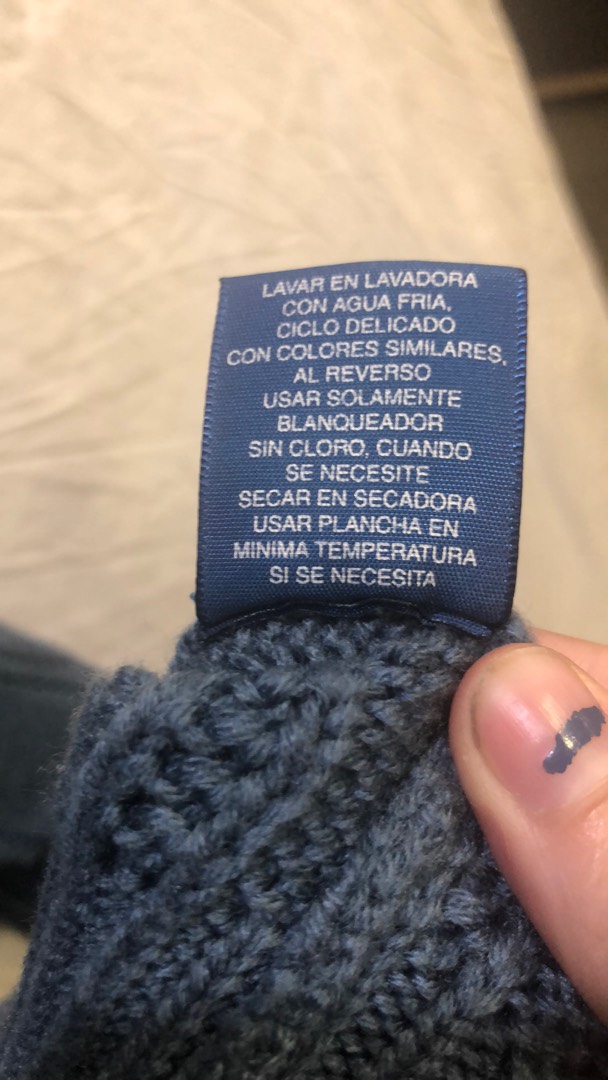 LAVAR EN LAVADORA
CON AGUA FRIA,
CICLO DELICADO
CON COLORES SIMILARES,
AL REVERSO
USAR SOLAMENTE
BLANQUEADOR
SIN CLORO, CUANDO
SE NECESITE
SECAR EN SECADORA
USAR PLANCHA EN
MINIMA TEMPERATURA
SI SE NECESITA